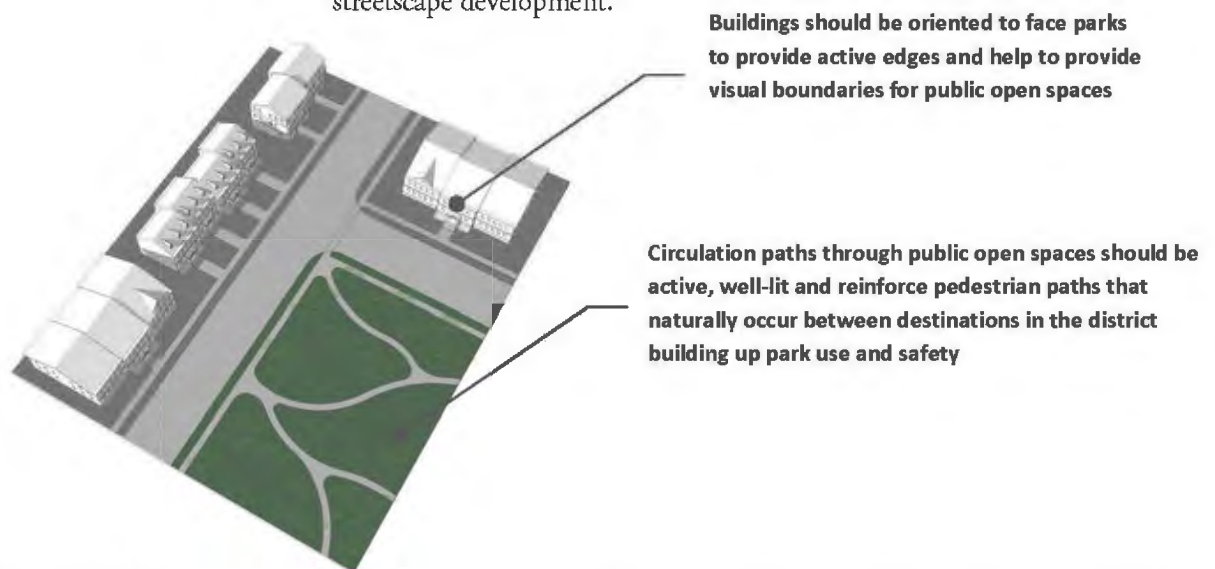 streetscape development.
Buildings should be oriented to face parks
to provide active edges and help to provide
visual boundaries for public open spaces
Circulation paths through public open spaces should be
active, well-lit and reinforce pedestrian paths that
naturally occur between destinations in the district
building up park use and safety